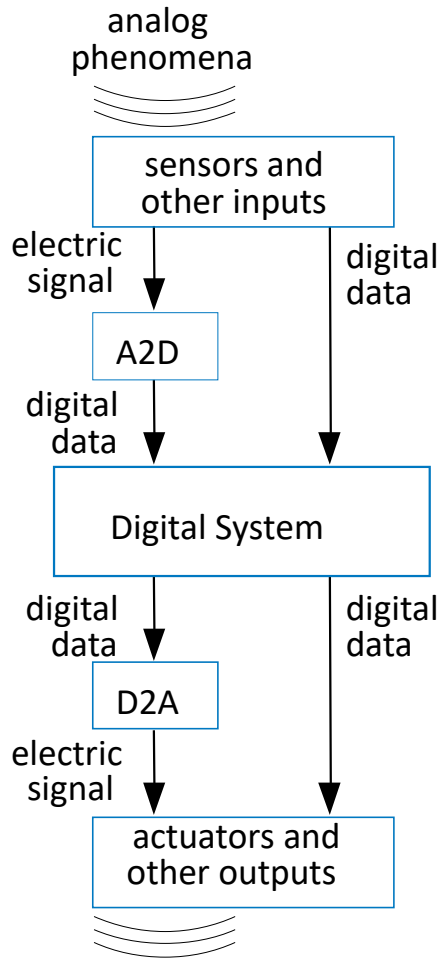 analog
phenomena
sensors and
other inputs
electric
signal
digital
data
A2D
digital
data
Digital System
digital
data
digital
data
D2A
electric
signal
actuators and
other outputs